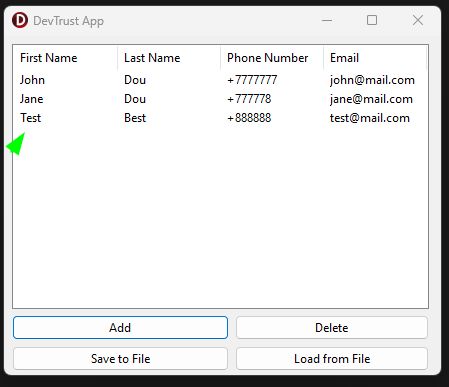 D DevTrust App
First Name Last Name Phone Number Email
John Dou +7777777 john@mail.com
Jane Dou +777778 jane@mail.com
Test Best +888888 test@mail.com
Add Delete
Save to File Load from File